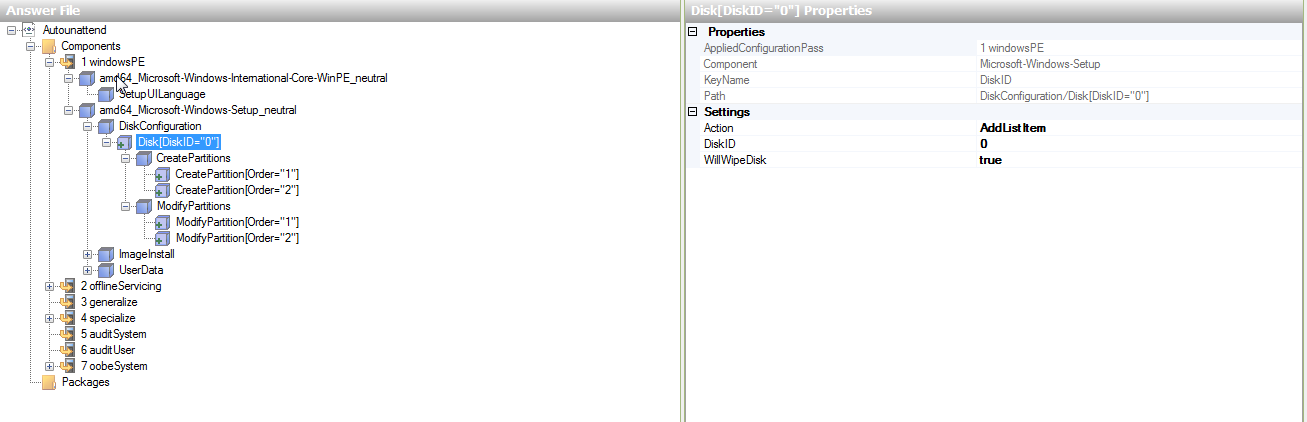 Answer File
Autounattend
Components
1 windowsPE
amd64_Microsoft-Windows-International-Core-WinPE_neutral
SetupUILanguage
amd64_Microsoft-Windows-Setup_neutral
DiskConfiguration
Disk[DiskID="0"]
CreatePartitions
CreatePartition[Order="1"]
CreatePartition[Order="2"]
ModifyPartitions
ModifyPartition[Order="1"]
ModifyPartition[Order="2"]
ImageInstall
UserData
2 offlineServicing
3 generalize
4 specialize
5 auditSystem
6 auditUser
7 oobeSystem
Packages
Disk[DiskID="0"] Properties
Properties
AppliedConfigurationPass 1 windowsPE
Component Microsoft-Windows-Setup
KeyName DiskID
Path DiskConfiguration/Disk[DiskID="0"]
Settings
Action AddListItem
DiskID 0
WillWipeDisk true